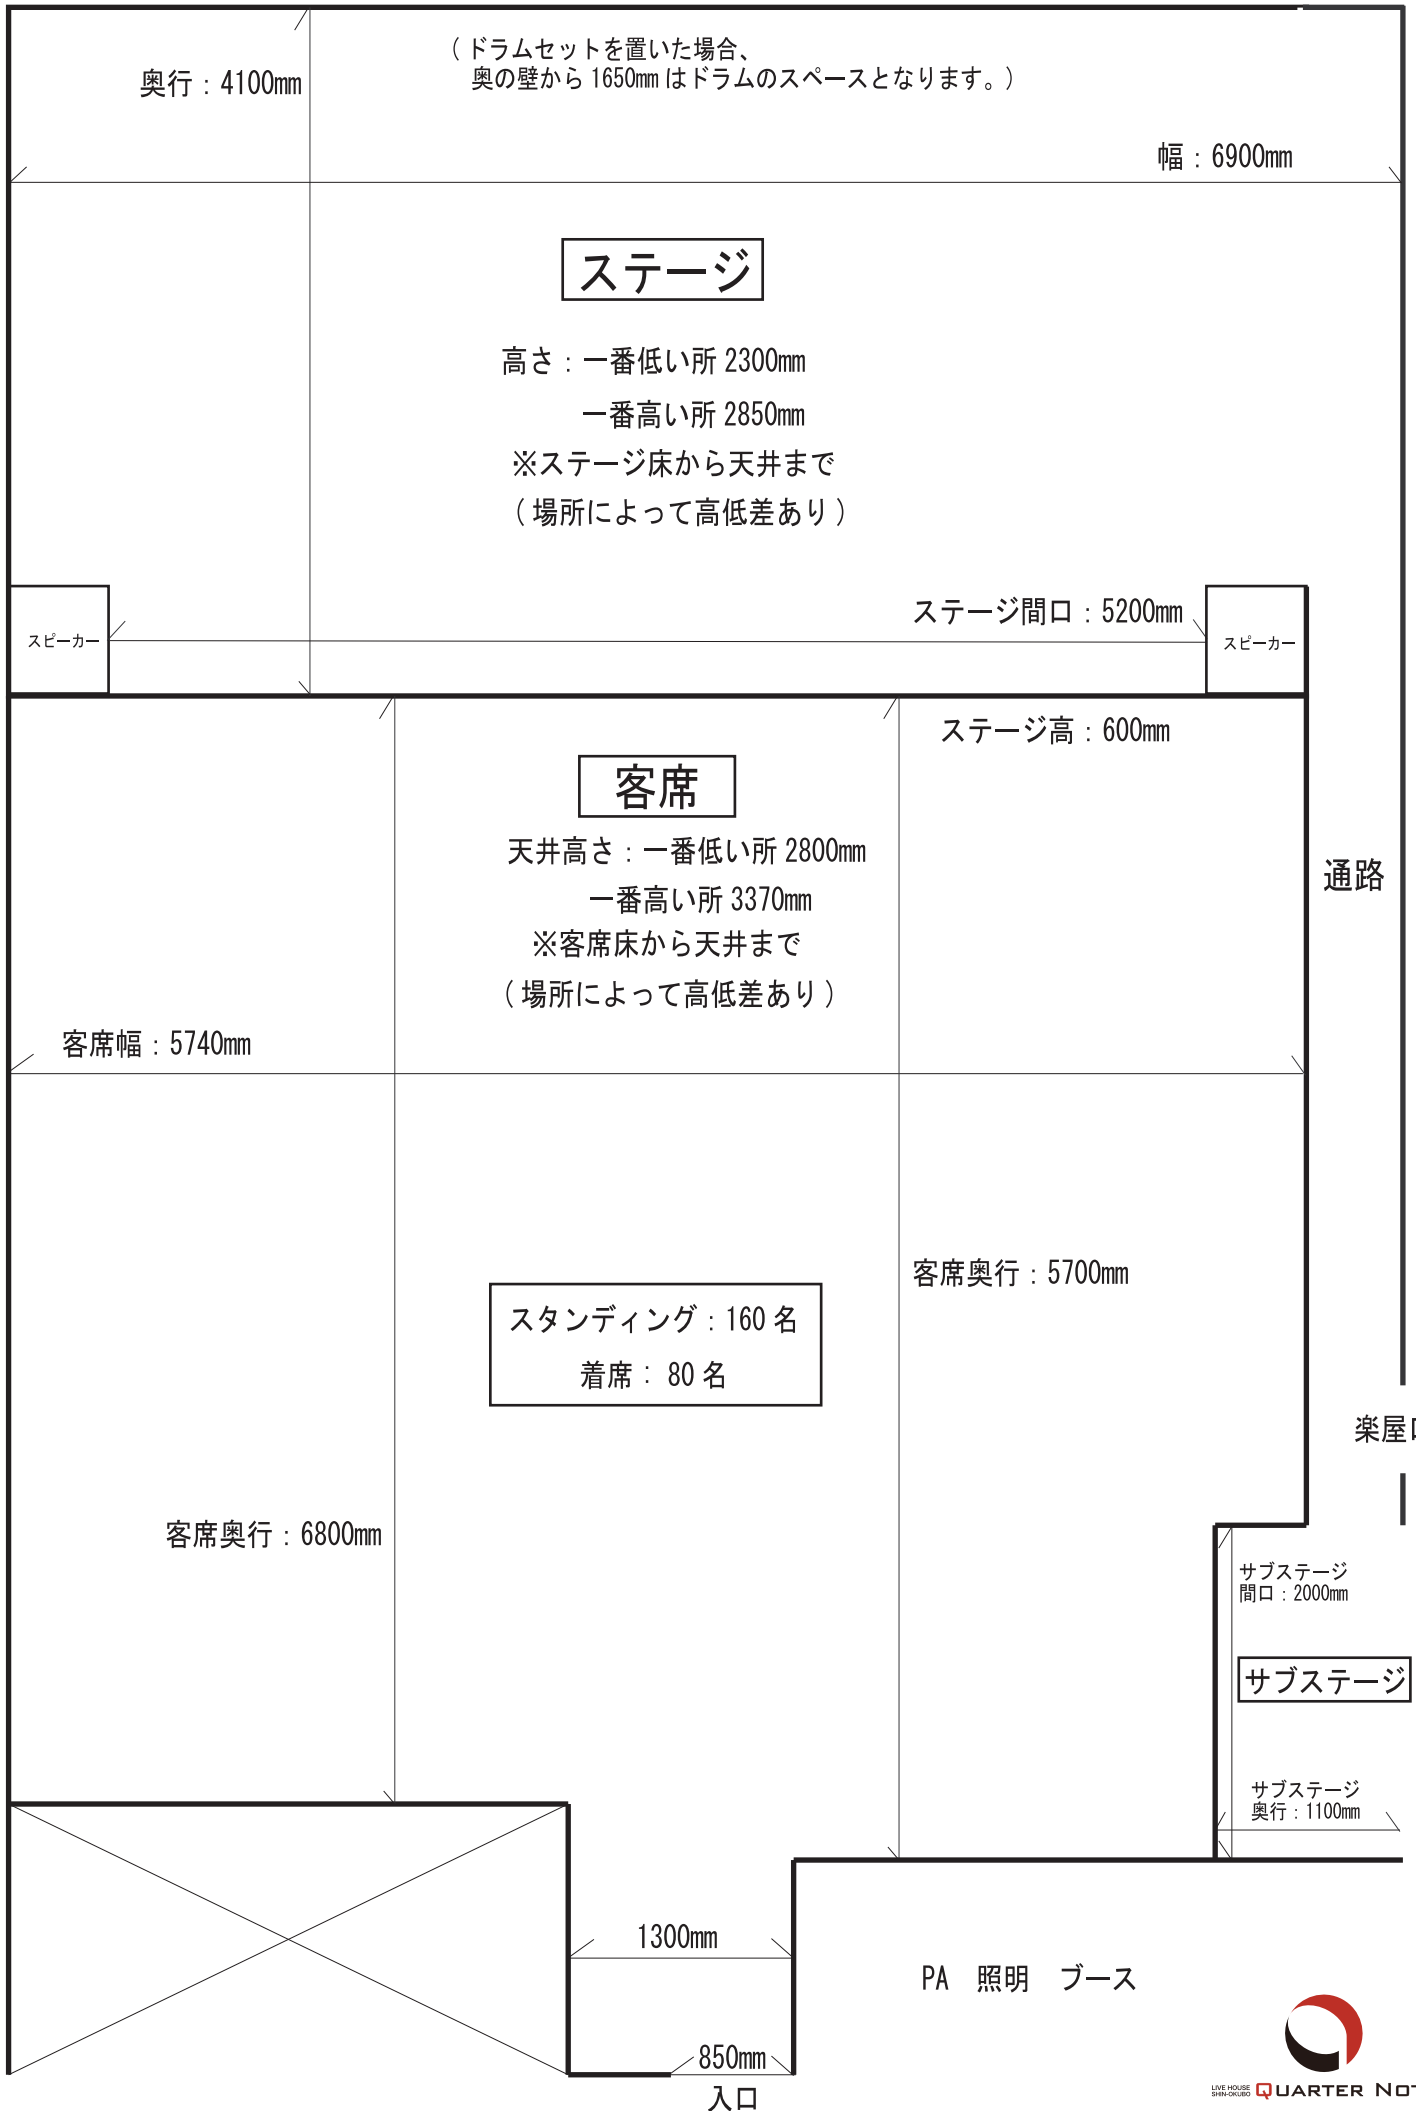 (ドラムセットを置いた場合、
奥の壁から1650mmはドラムのスペースとなります。)
奥行:4100mm
幅:6900mm
ステージ
高さ:一番低い所2300mm
一番高い所2850mm
※ステージ床から天井まで
(場所によって高低差あり)
ステージ間口:5200mm
スピーカー
スピーカー
ステージ高:600mm
客席
天井高さ:一番低い所2800mm
一番高い所3370mm
※客席床から天井まで
(場所によって高低差あり)
通路
客席幅:5740mm
客席奥行:5700mm
スタンディング:160名
着席: 80名
楽屋口
客席奥行:6800mm
サブステージ
間口:2000mm
サブステージ
サブステージ
奥行:1100mm
1300mm
PA 照明 ブース
850mm
入口
LIVE HOUSE
SHIN-OKUBO
QUARTER NOT